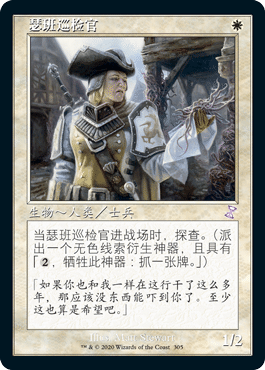 瑟班巡检官
生物～人类／士兵
当瑟班巡检官进战场时，探查。（派
出一个无色线索衍生神器，且具有
「2，牺牲此神器：抓一张牌。」）
「如果你也和我一样在这行干了这么多
年，那应该没东西能吓到你了。至少
这也算是希望吧。」
Stewart
1/2
™ & © 2020 Wizards of the Coast 305